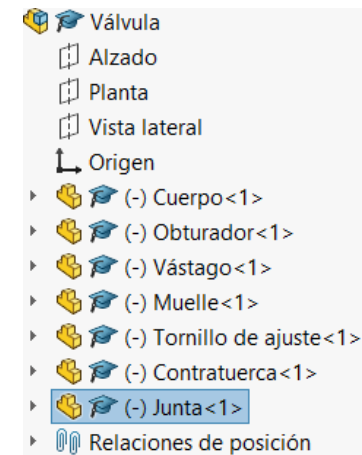 Válvula
Alzado
Planta
Vista lateral
Origen
(-) Cuerpo<1>
(-) Obturador<1>
(-) Vástago<1>
(-) Muelle<1>
(-) Tornillo de ajuste<1>
(-) Contratuerca<1>
(-) Junta<1>
Relaciones de posición